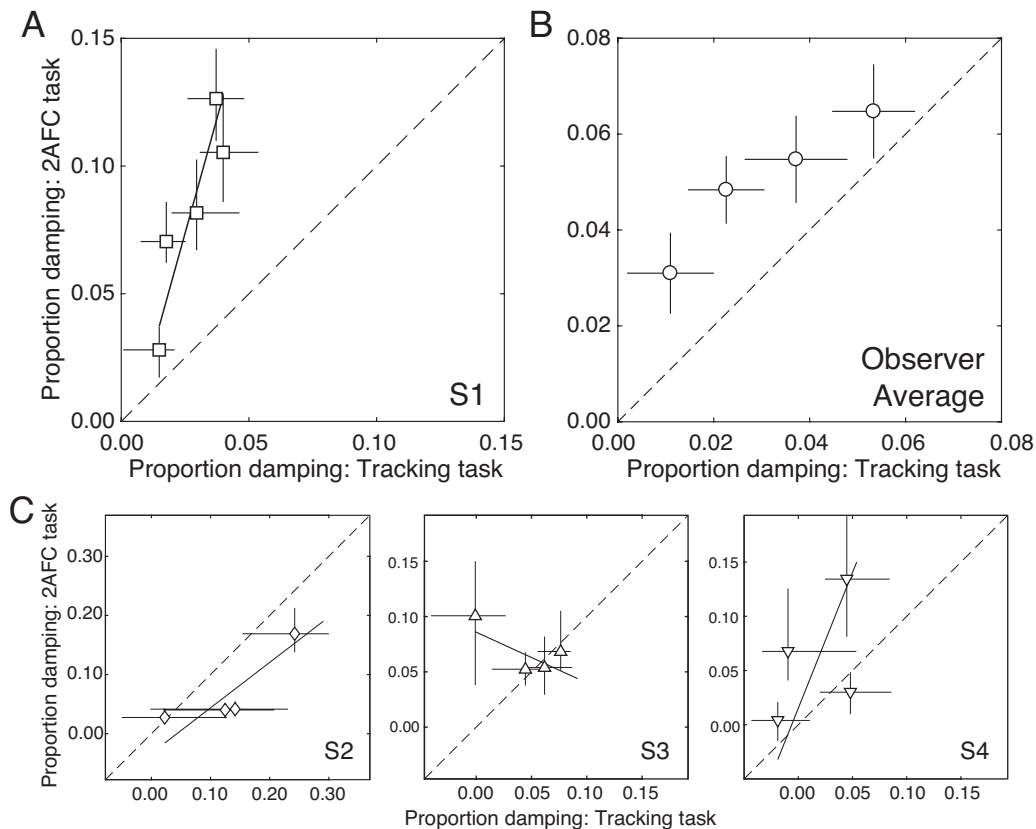 A
Proportion damping: 2AFC task
0.15
0.10
0.05
0.00
0.00 0.05 0.10 0.15
Proportion damping: Tracking task
S1
B
0.08
0.06
0.04
0.02
0.00
0.00 0.02 0.04 0.06 0.08
Proportion damping: Tracking task
Observer
Average
C
Proportion damping: 2AFC task
0.30
0.20
0.10
0.00
0.00 0.10 0.20 0.30
S2
0.15
0.10
0.05
0.00
0.00 0.05 0.10 0.15
S3
0.15
0.10
0.05
0.00
0.00 0.05 0.10 0.15
S4
Proportion damping: Tracking task